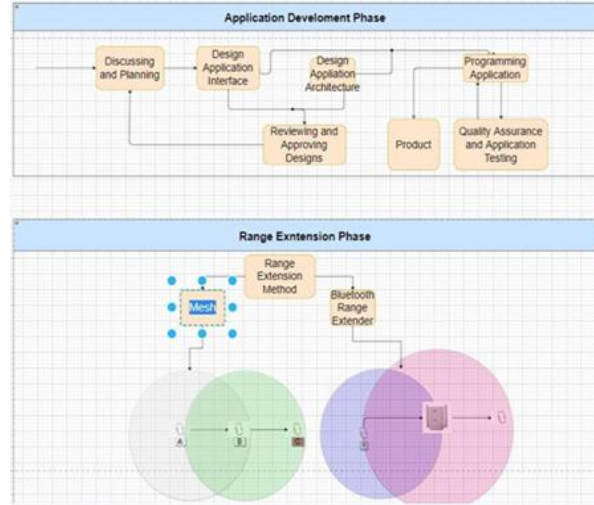 Application Develoment Phase
Discussing
and Planning
Design
Application
Interface
Design
Appliation
Architecture
Programming
Application
Reviewing and
Approving
Designs
Product
Quality Assurance
and Application
Testing
Range Exntension Phase
Range
Extension
Method
Mesh
Bluetooth
Range
Extender
A
B
C